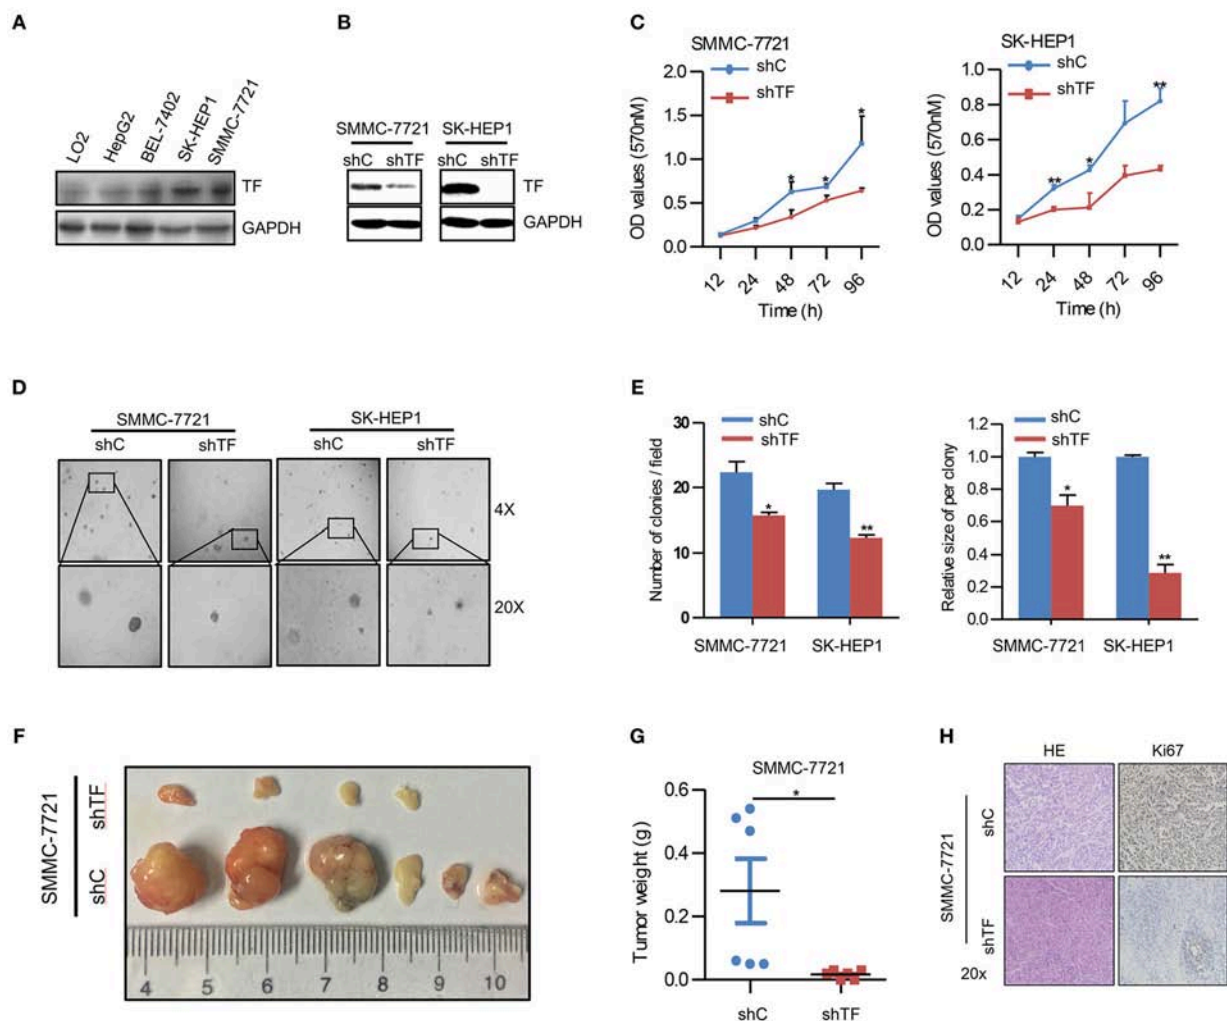 A
LO2
HepG2
BEL-7402
SK-HEP1
SMMC-7721
TF
GAPDH
B
SMMC-7721 SK-HEP1
shC shTF shC shTF
TF
GAPDH
C
SMMC-7721
shC
shTF
2.0
1.5
1.0
0.5
0.0
OD values (570nM)
* * *
12 24 48 72 96
Time (h)
SK-HEP1
shC
shTF
1.0
0.8
0.6
0.4
0.2
0.0
OD values (570nM)
** * **
12 24 48 72 96
Time (h)
D
SMMC-7721 SK-HEP1
shC shTF shC shTF
4X
20X
E
shC
shTF
30
20
10
0
Number of clonies / field
* **
SMMC-7721 SK-HEP1
shC
shTF
1.2
1.0
0.8
0.6
0.4
0.2
0.0
Relative size of per clony
* **
SMMC-7721 SK-HEP1
F
SMMC-7721
shTF
shC
4 5 6 7 8 9 10
G
SMMC-7721
*
0.6
0.4
0.2
0.0
Tumor weight (g)
shC shTF
H
HE Ki67
SMMC-7721
shC
shTF
20x